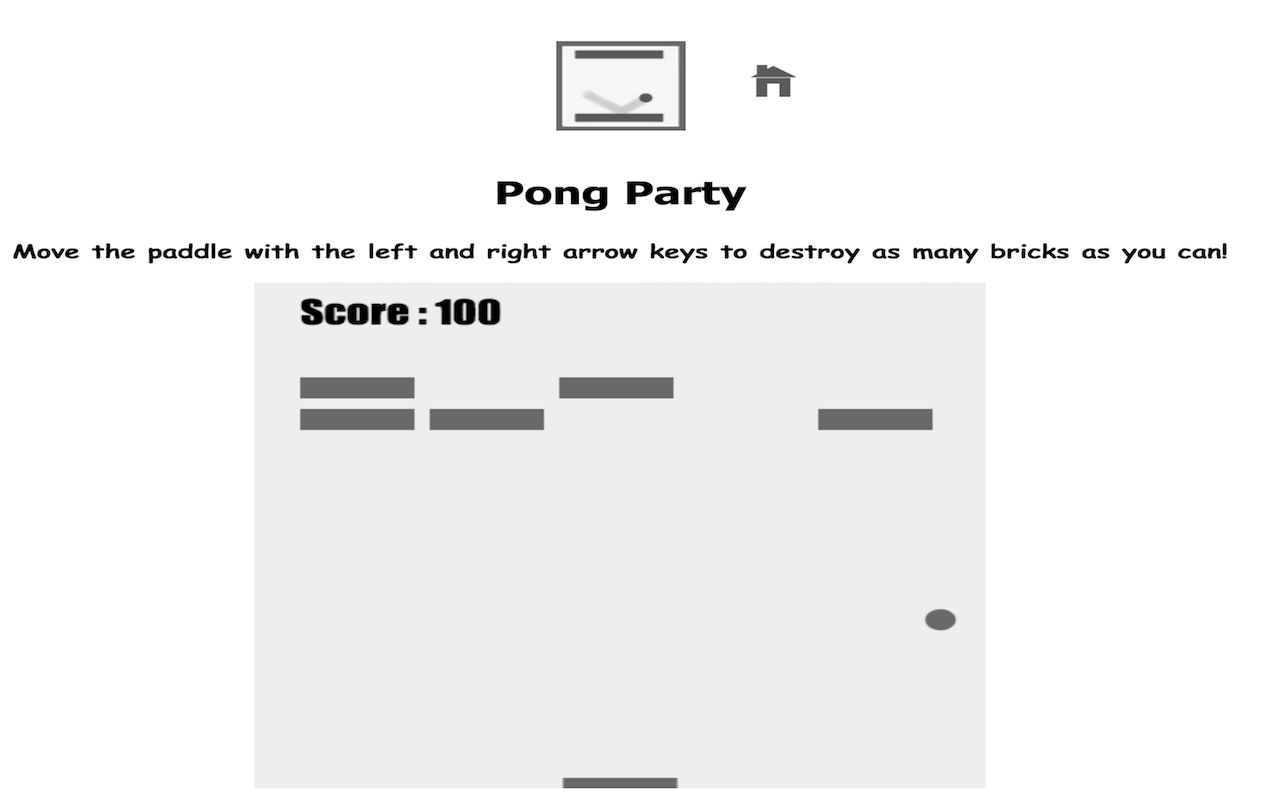 Pong Party
Move the paddle with the left and right arrow keys to destroy as many bricks as you can!
Score : 100